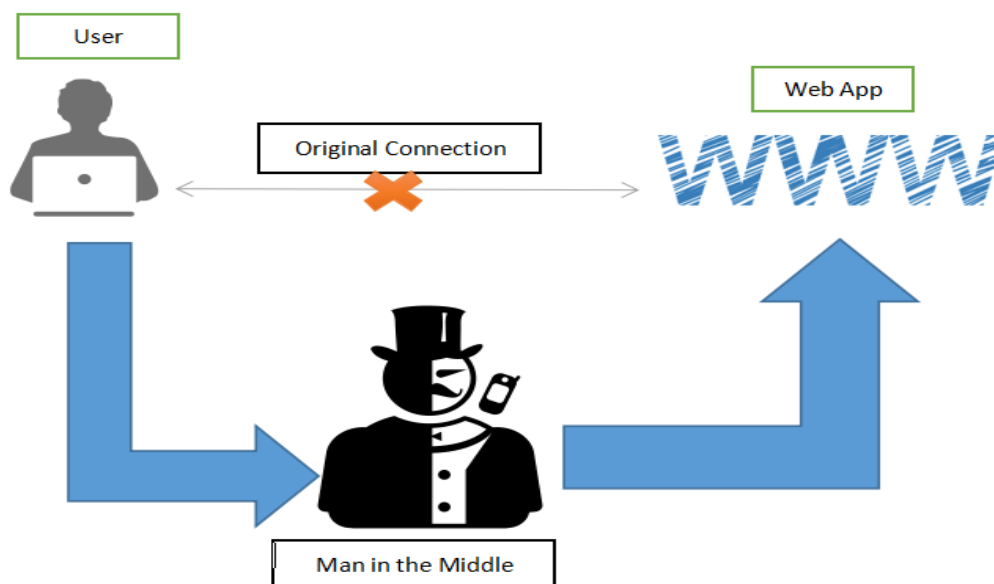 User
Web App
Original Connection
WWW
Man in the Middle